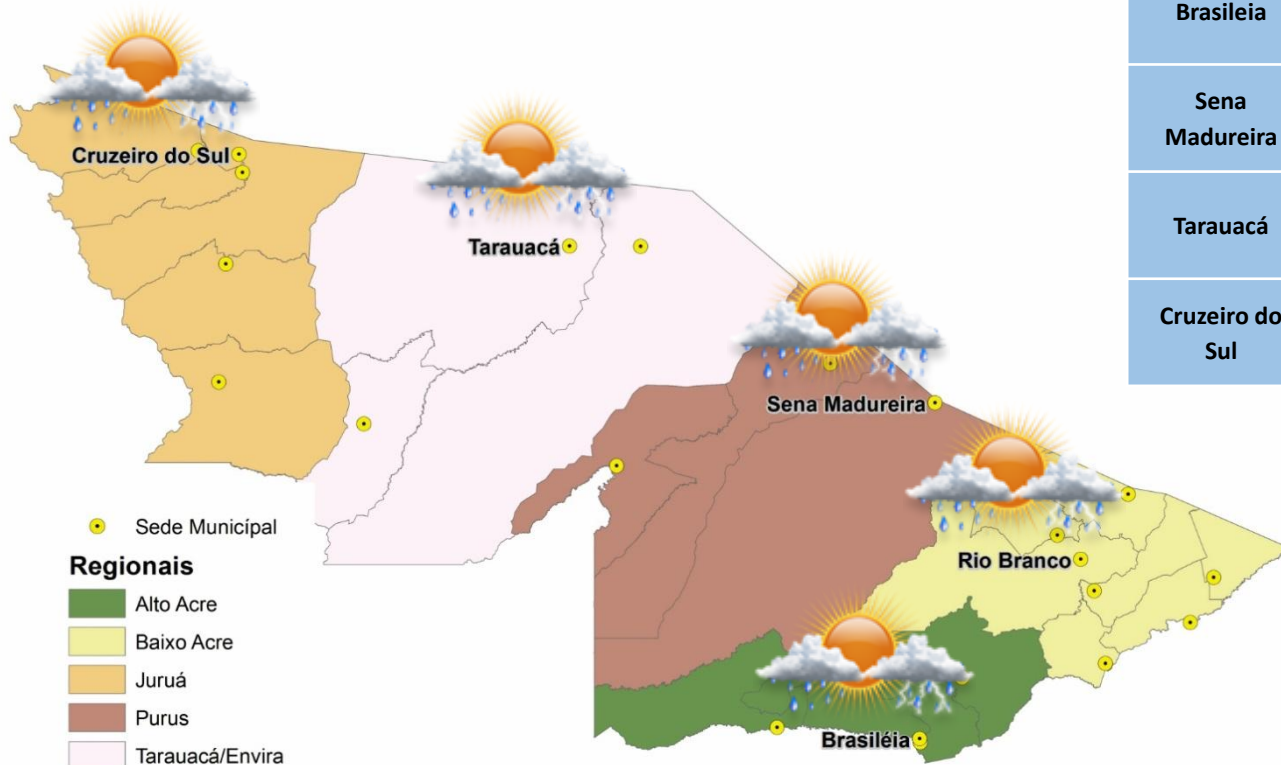 Brasileia
Sena
Madureira
Tarauacá
Cruzeiro do
Sul
Cruzeiro do Sul
Tarauacá
Sena Madureira
Rio Branco
Brasiléia
Sede Municípal
Regionais
Alto Acre
Baixo Acre
Juruá
Purus
Tarauacá/Envira